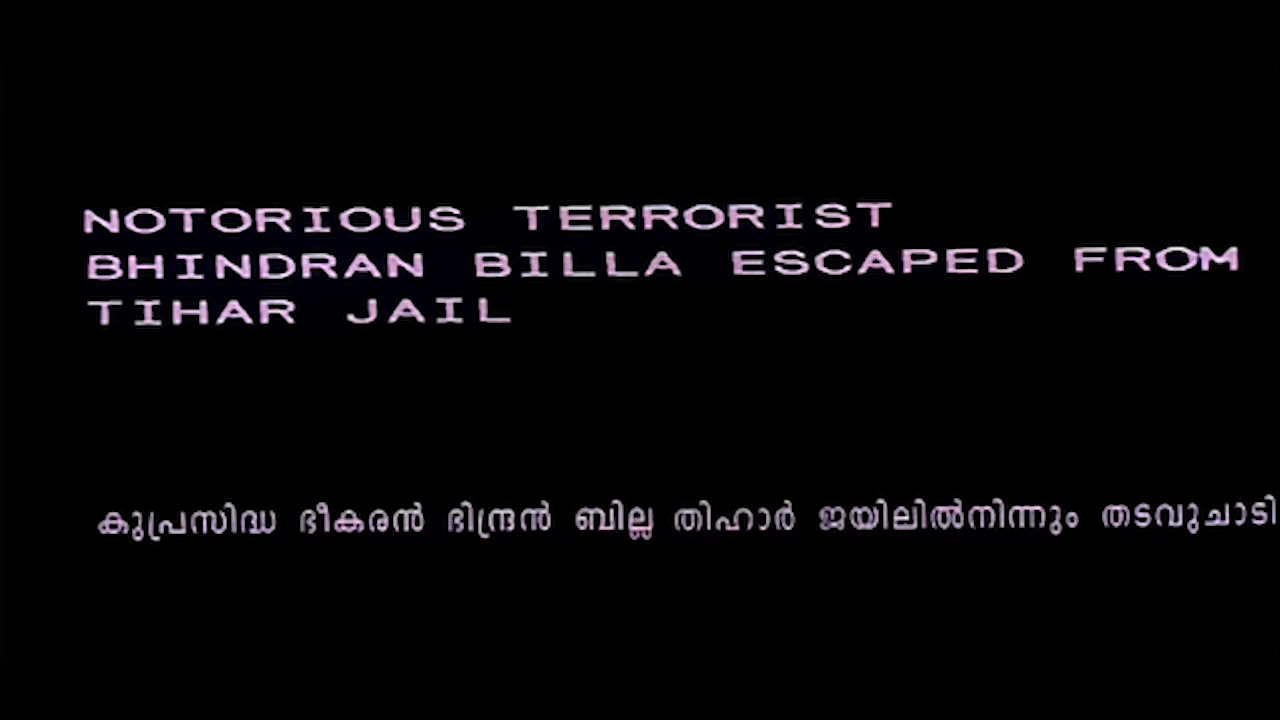 NOTORIOUS TERRORIST
BHINDRAN BILLA ESCAPED FROM
TIHAR JAIL
കുപ്രസിദ്ധ ഭീകരൻ ഭിന്ദ്രൻ ബില്ല തിഹാർ ജയിലിൽനിന്നും തടവുചാടി